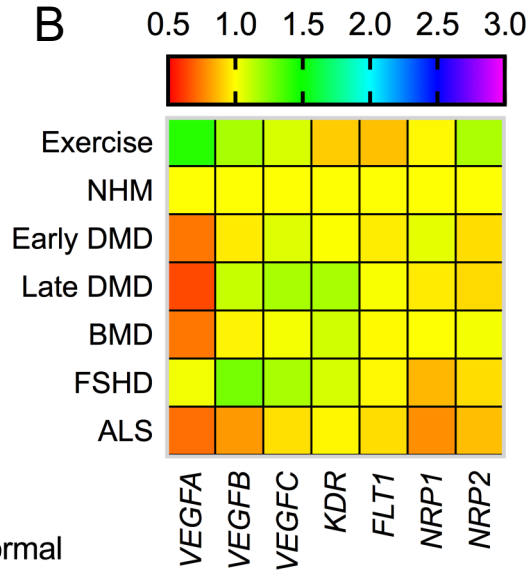 B
0.5 1.0 1.5 2.0 2.5 3.0
Exercise
NHM
Early DMD
Late DMD
BMD
FSHD
ALS
VEGFA VEGFB VEGFC KDR FLT1 NRP1 NRP2
ormal